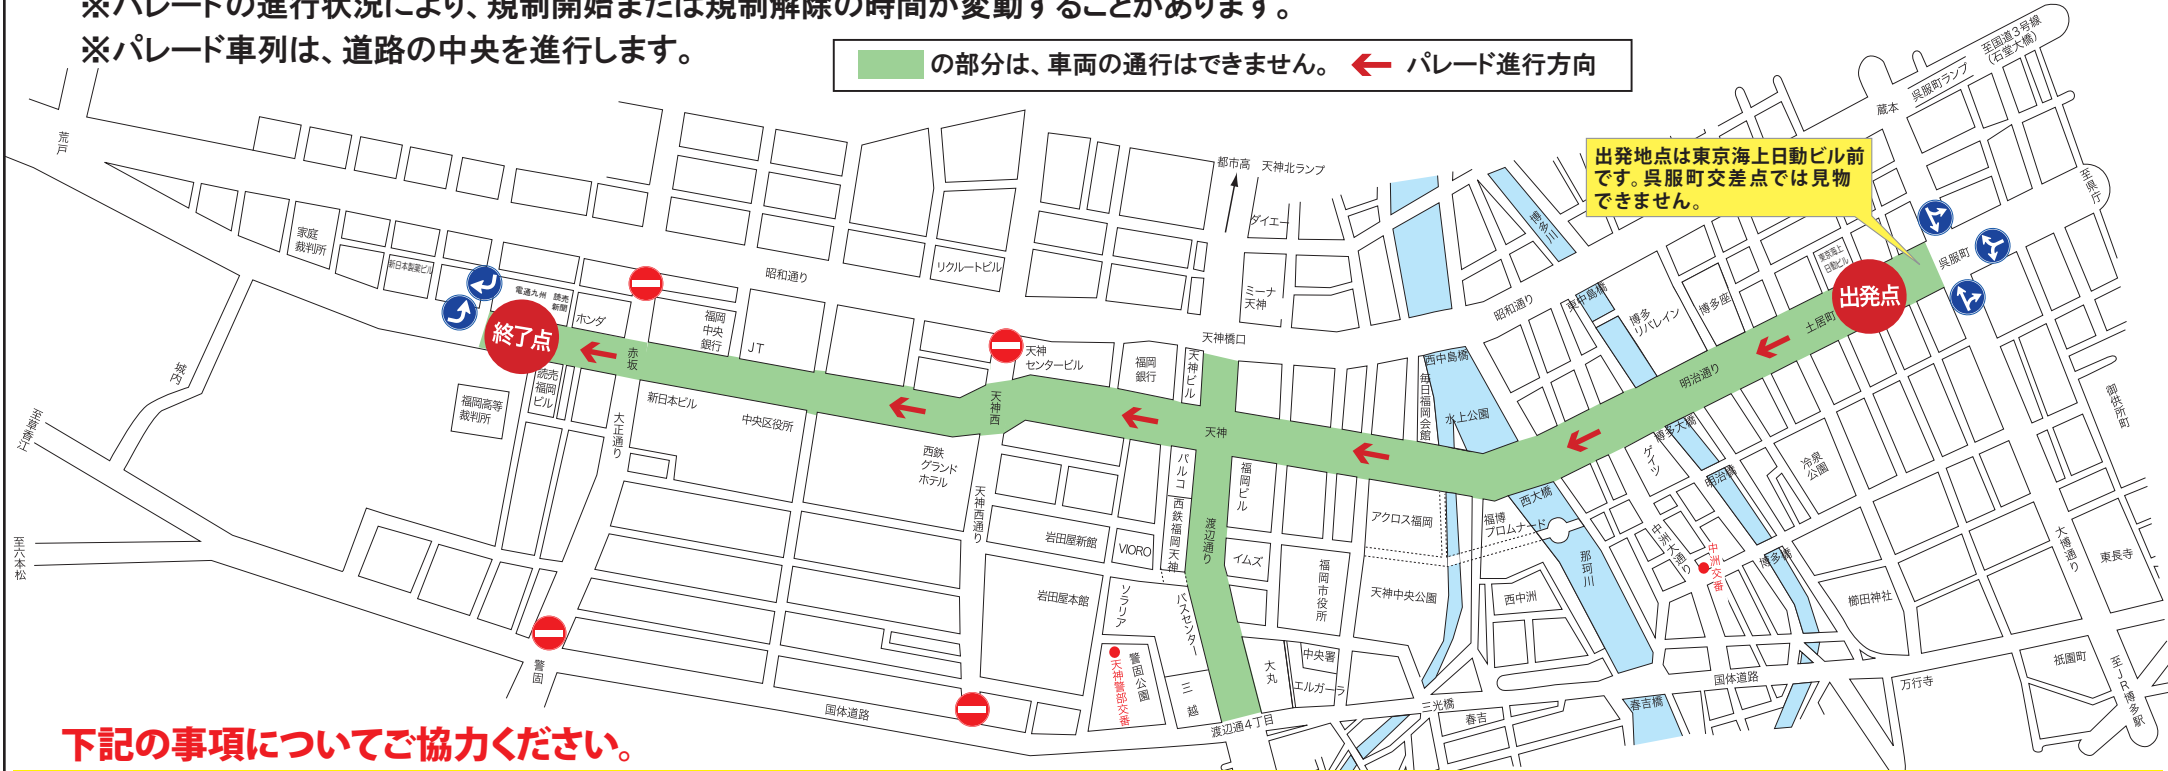 ※パレードの進行状況により、規制開始または規制解除の時間が変動することがあります。
※パレード車列は、道路の中央を進行します。
の部分は、車両の通行はできません。
パレード進行方向
至国道3号線
(石堂大橋)
呉服町ランプ
蔵本
出発地点は東京海上日動ビル前
です。呉服町交差点では見物
できません。
至県庁
荒戸
都市高
天神北ランプ
ダイエー
博多川
家庭
裁判所
新日本製薬ビル
昭和通り
リクルートビル
ミーナ
天神
呉服町
東京海上
日動ビル
出発点
土居町
電通九州
読売
新聞
ホンダ
終了点
福岡
中央
銀行
JT
赤坂
天神
センタービル
福岡
銀行
天神ビル
天神橋口
昭和通り
東中島橋
博多
リバレイン
博多座
西中島橋
明治通り
城内
読売
福岡
ビル
福岡高等
裁判所
大正通り
新日本ビル
中央区役所
天神西
天神
毎日福岡会館
水上公園
博多大橋
ゲイツ
明治橋
冷泉
公園
御供所町
至草香江
西鉄
グランド
ホテル
天神西通り
パルコ
西鉄福岡天神
福岡ビル
渡辺通り
アクロス福岡
西大橋
福博
プロムナード
中洲大通り
中洲交番
博多橋
大博通り
東長寺
至六本松
岩田屋新館
VIORO
イムズ
福岡市役所
天神中央公園
那珂川
西中洲
櫛田神社
岩田屋本館
ソラリア
バスセンター
警固
天神警部交番
警固公園
三越
大丸
中央署
エルガーラ
国体道路
渡辺通4丁目
三光橋
春吉
春吉橋
国体道路
万行寺
祇園町
至JR博多駅
下記の事項についてご協力ください。